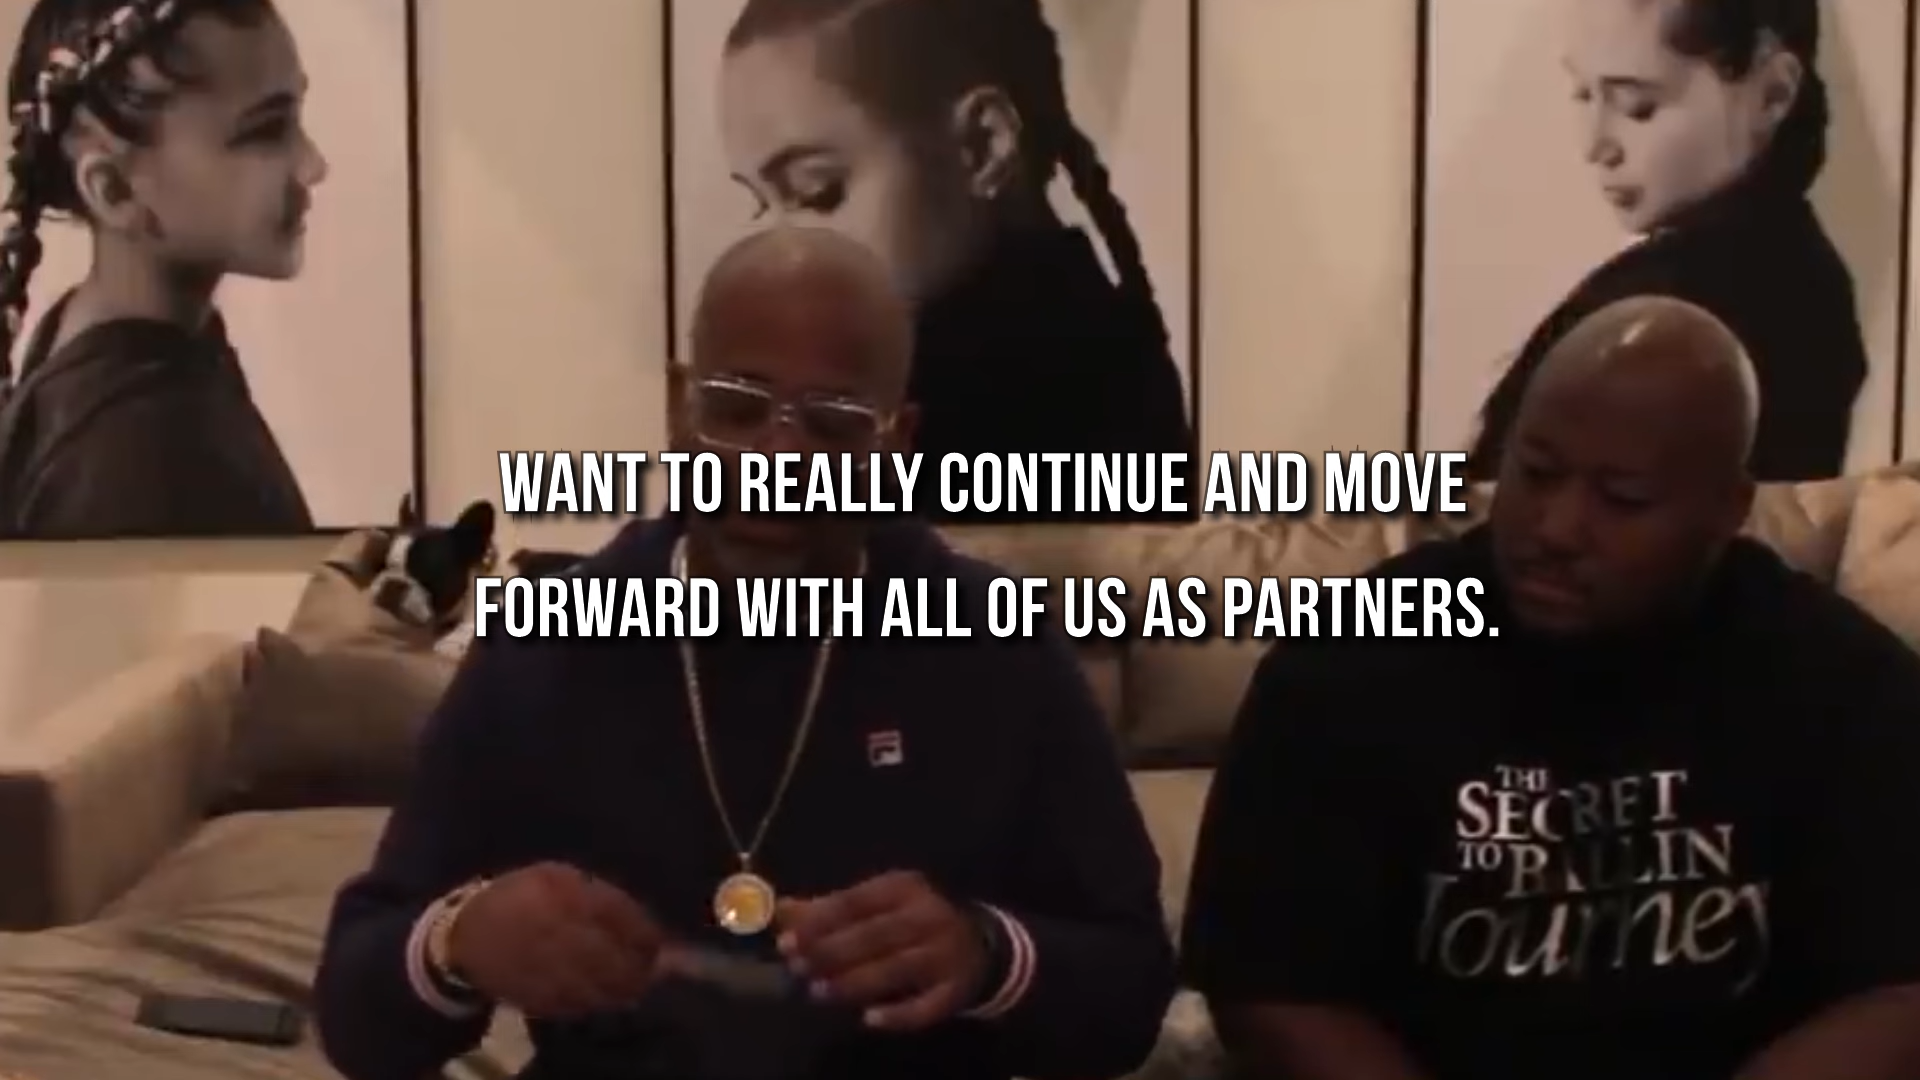 WANT TO REALLY CONTINUE AND MOVE
FORWARD WITH ALL OF US AS PARTNERS.
THE
SECRET
TO BALLIN
Journey